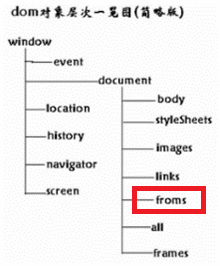 dom对象层次一览图(简略版)
window
event
document
body
location
styleSheets
history
images
navigator
links
screen
froms
all
frames